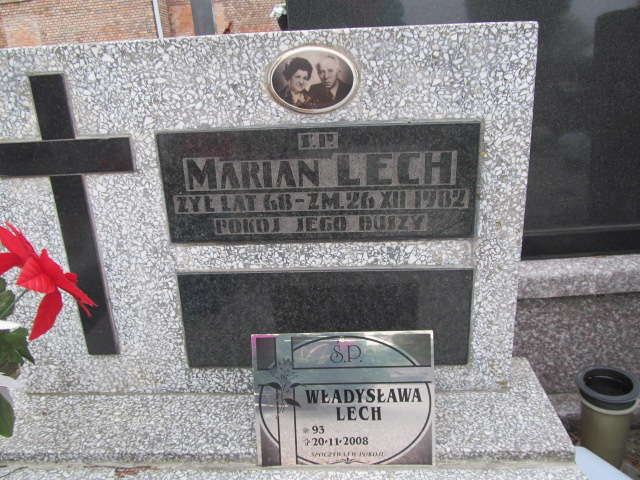 Ś.P.
MARIAN LECH
ŻYŁ LAT 68-ZM. 26 XII 1982
POKÓJ JEGO DUSZY
Ś.P.
WŁADYSŁAWA
LECH
93
20·11·2008
SPOCZYWAJ W POKOJU